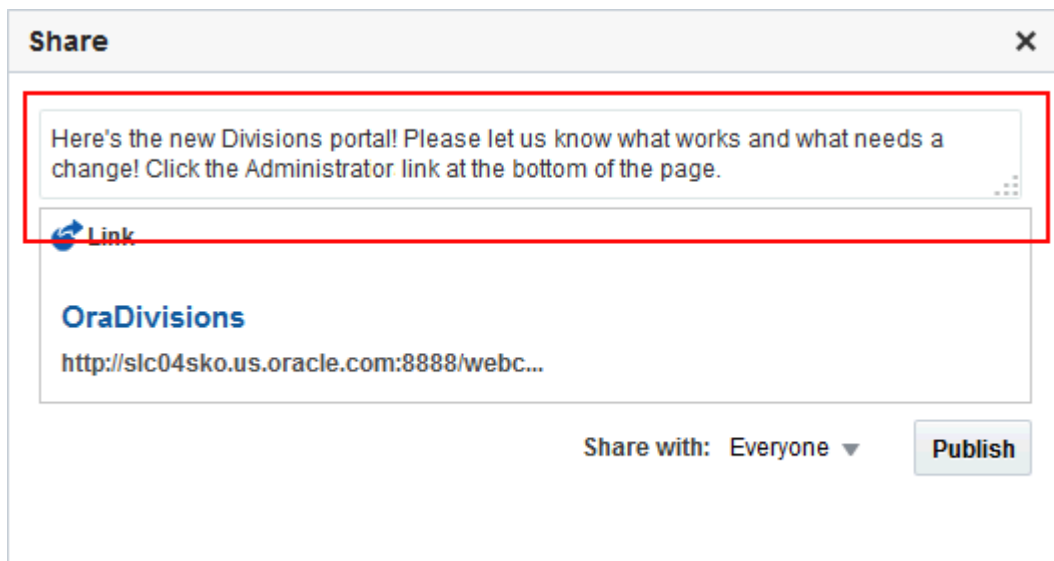 Share
Here's the new Divisions portal! Please let us know what works and what needs a
change! Click the Administrator link at the bottom of the page.
Link
OraDivisions
http://slc04sko.us.oracle.com:8888/webc...
Share with: Everyone
Publish